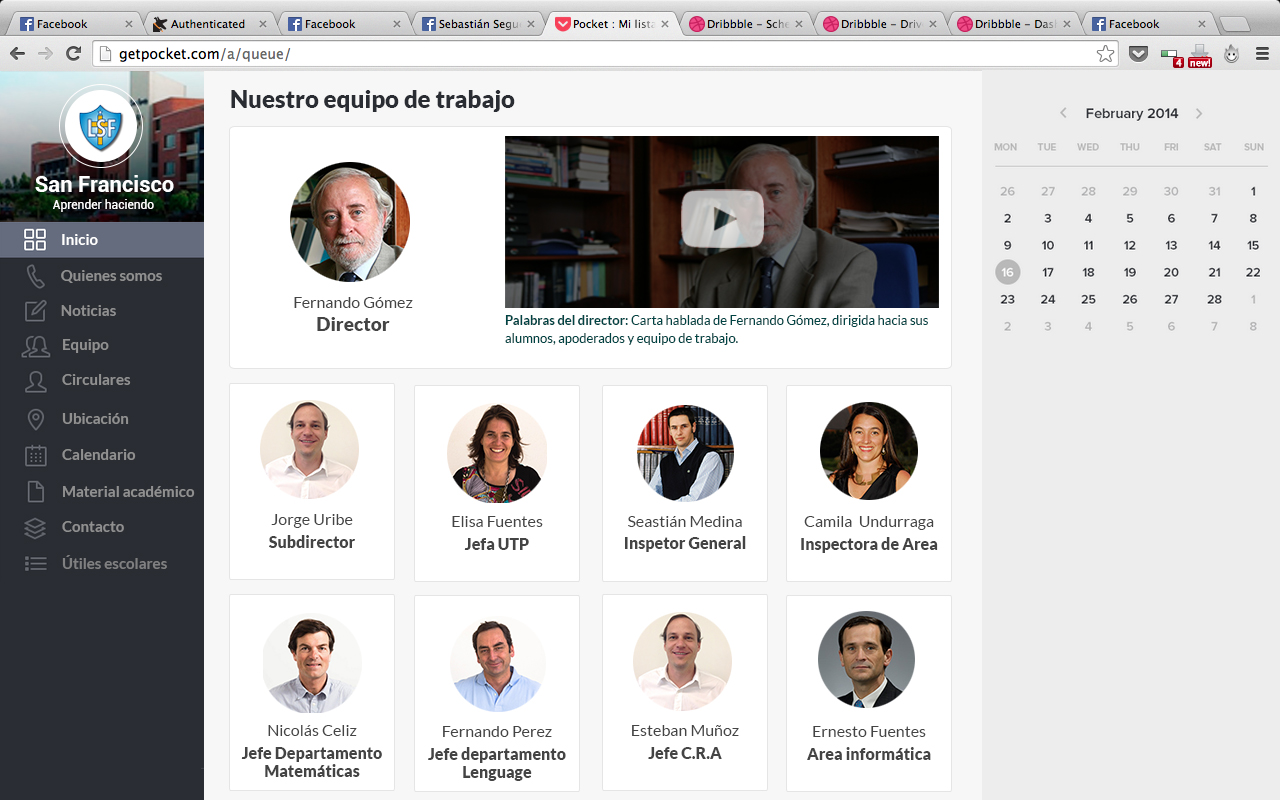 Facebook
Authenticated
Facebook
Sebastián Segu
Pocket : Mi lista
Dribbble – Sche
Dribbble – Driv
Dribbble – Das
Facebook
getpocket.com/a/queue/
4
new!
LSF
San Francisco
Aprender haciendo
Inicio
Quienes somos
Noticias
Equipo
Circulares
Ubicación
Calendario
Material académico
Contacto
Útiles escolares
Nuestro equipo de trabajo
Fernando Gómez
Director
Palabras del director: Carta hablada de Fernando Gómez, dirigida hacia sus
alumnos, apoderados y equipo de trabajo.
Jorge Uribe
Subdirector
Elisa Fuentes
Jefa UTP
Seastián Medina
Inspetor General
Camila Undurraga
Inspectora de Area
Nicolás Celiz
Jefe Departamento
Matemáticas
Fernando Perez
Jefe departamento
Lenguage
Esteban Muñoz
Jefe C.R.A
Ernesto Fuentes
Area informática
February 2014
MON TUE WED THU FRI SAT SUN
26 27 28 29 30 31 1
2 3 4 5 6 7 8
9 10 11 12 13 14 15
16 17 18 19 20 21 22
23 24 25 26 27 28 1
2 3 4 5 6 7 8